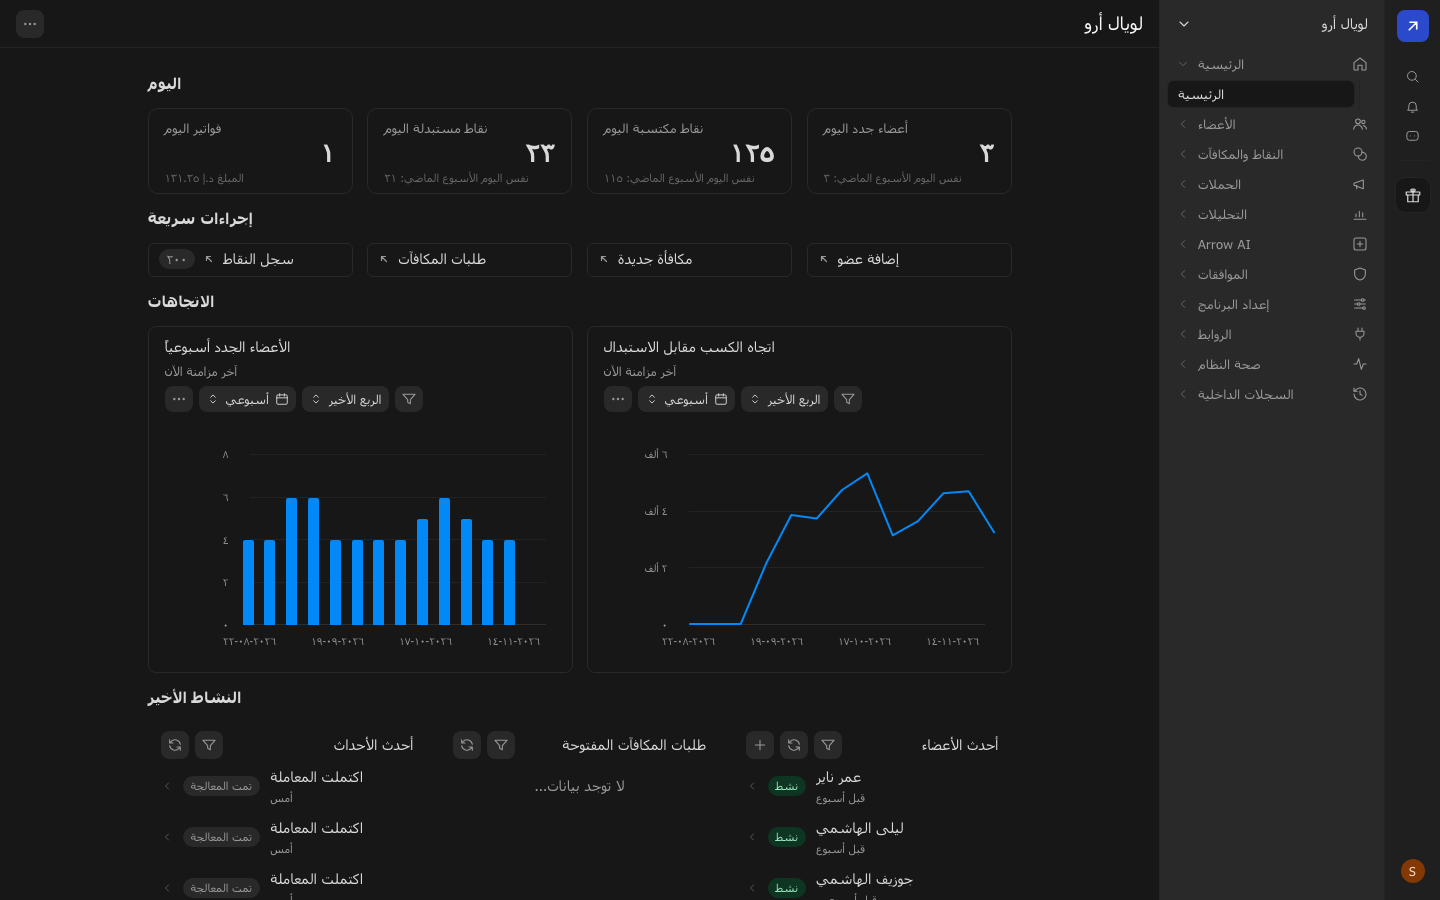 لويال أرو
الرئيسية
الرئيسية
الأعضاء
النقاط والمكافآت
الحملات
التحليلات
Arrow AI
الموافقات
إعداد البرنامج
الروابط
صحة النظام
السجلات الداخلية
S
لويال أرو
اليوم
أعضاء جدد اليوم
٣
نفس اليوم الأسبوع الماضي: ٣
نقاط مكتسبة اليوم
١٢٥
نفس اليوم الأسبوع الماضي: ١١٥
نقاط مستبدلة اليوم
٢٣
نفس اليوم الأسبوع الماضي: ٢١
فواتير اليوم
١
المبلغ د.إ ١٣١.٢٥
إجراءات سريعة
إضافة عضو
مكافأة جديدة
طلبات المكافآت
سجل النقاط
٣٠٠
الاتجاهات
اتجاه الكسب مقابل الاستبدال
آخر مزامنة الآن
الربع الأخير
أسبوعي
٦ ألف
٤ ألف
٢ ألف
٠
٢٠٢٦-٠٨-٢٢
٢٠٢٦-٠٩-١٩
٢٠٢٦-١٠-١٧
٢٠٢٦-١١-١٤
الأعضاء الجدد أسبوعياً
آخر مزامنة الآن
الربع الأخير
أسبوعي
٨
٦
٤
٢
٠
٢٠٢٦-٠٨-٢٢
٢٠٢٦-٠٩-١٩
٢٠٢٦-١٠-١٧
٢٠٢٦-١١-١٤
النشاط الأخير
أحدث الأعضاء
عمر ناير
قبل أسبوع
نشط
ليلى الهاشمي
قبل أسبوع
نشط
جوزيف الهاشمي
نشط
طلبات المكافآت المفتوحة
لا توجد بيانات...
أحدث الأحداث
اكتملت المعاملة
أمس
تمت المعالجة
اكتملت المعاملة
أمس
تمت المعالجة
اكتملت المعاملة
تمت المعالجة